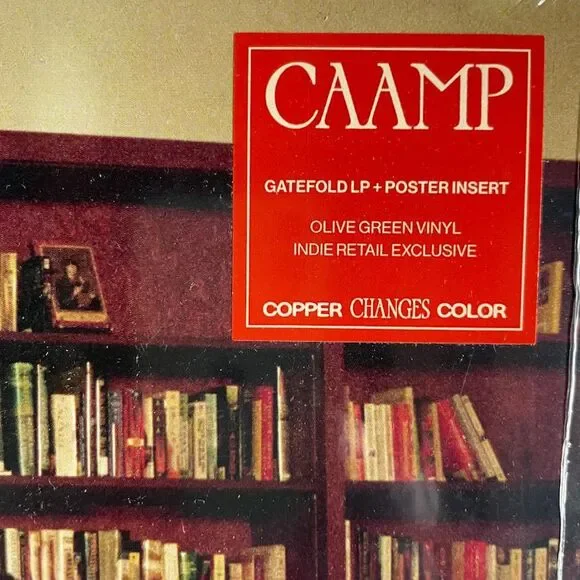 CAAMP
GATEFOLD LP + POSTER INSERT
OLIVE GREEN VINYL
INDIE RETAIL EXCLUSIVE
COPPER CHANGES COLOR